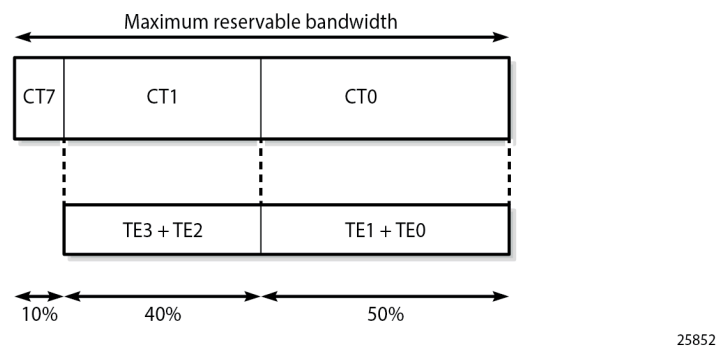 Maximum reservable bandwidth
CT7 CT1 CT0
TE3 + TE2 TE1 + TE0
10% 40% 50%
25852